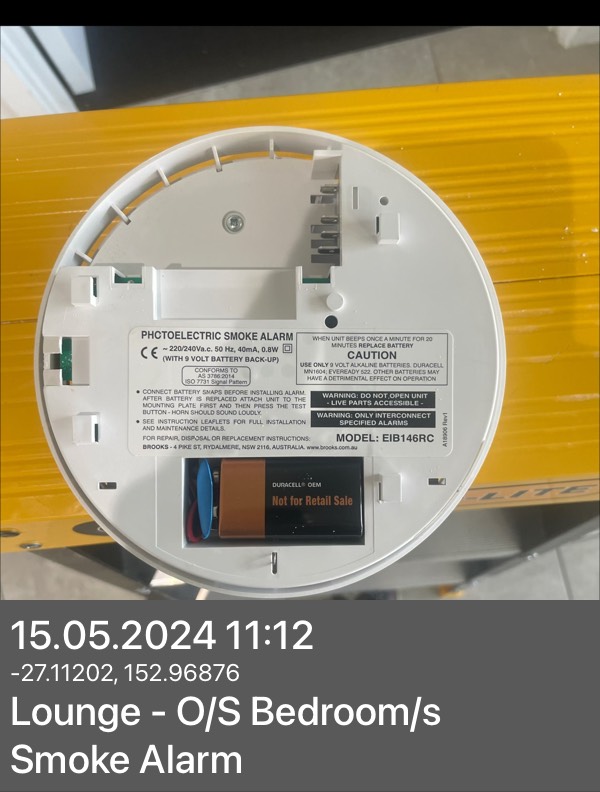 PHOTOELECTRIC SMOKE ALARM
CE ~ 220/240Va.c. 50 Hz, 40mA, 0.8W
(WITH 9 VOLT BATTERY BACK-UP)
CONFORMS TO
AS 3786:2014
ISO 7731 Signal Pattern
• CONNECT BATTERY SNAPS BEFORE INSTALLING ALARM.
AFTER BATTERY IS REPLACED ATTACH UNIT TO THE
MOUNTING PLATE FIRST AND THEN PRESS THE TEST
BUTTON - HORN SHOULD SOUND LOUDLY.
• SEE INSTRUCTION LEAFLETS FOR FULL INSTALLATION
AND MAINTENANCE DETAILS.
FOR REPAIR, DISPOSAL OR REPLACEMENT INSTRUCTIONS:
BROOKS - 4 PIKE ST, RYDALMERE, NSW 2116, AUSTRALIA. www.brooks.com.au
WHEN UNIT BEEPS ONCE A MINUTE FOR 20
MINUTES REPLACE BATTERY
CAUTION
USE ONLY 9 VOLT ALKALINE BATTERIES. DURACELL
MN1604; EVEREADY 522. OTHER BATTERIES MAY
HAVE A DETRIMENTAL EFFECT ON OPERATION
WARNING: DO NOT OPEN UNIT
- LIVE PARTS ACCESSIBLE -
WARNING: ONLY INTERCONNECT
SPECIFIED ALARMS
MODEL: EIB146RC
A18906 Rev1
DURACELL® OEM
Not for Retail Sale
-LITE
15.05.2024 11:12
-27.11202, 152.96876
Lounge - O/S Bedroom/s
Smoke Alarm